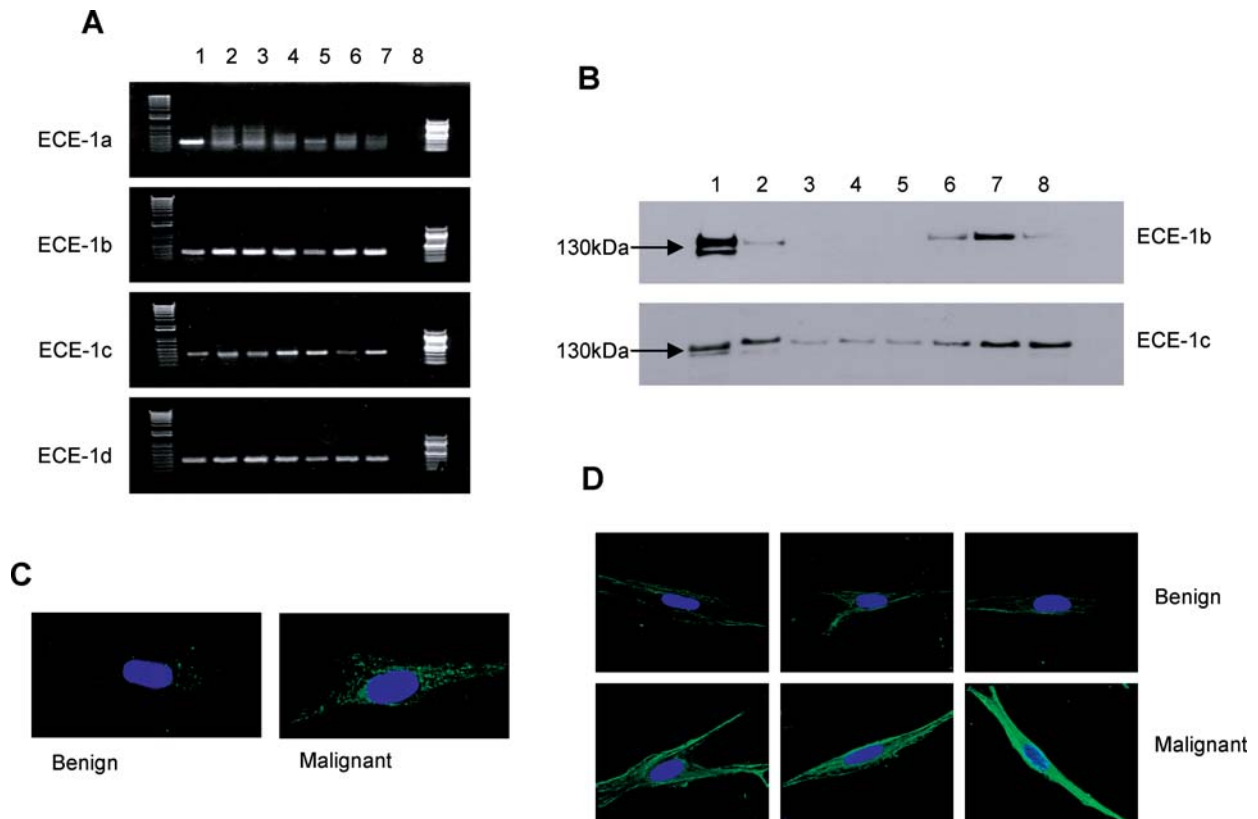 A
1 2 3 4 5 6 7 8
ECE-1a
ECE-1b
ECE-1c
ECE-1d
B
1 2 3 4 5 6 7 8
130kDa
ECE-1b
130kDa
ECE-1c
C
Benign
Malignant
D
Benign
Malignant